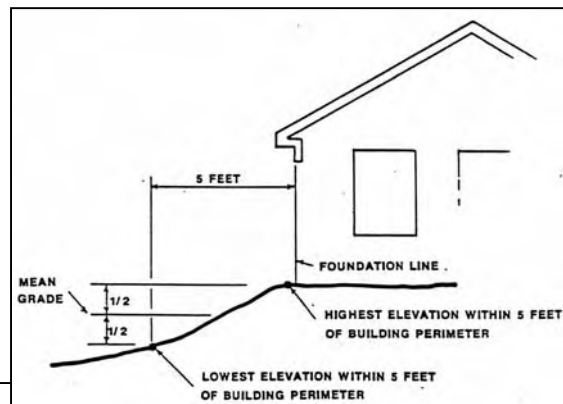 5 FEET
FOUNDATION LINE
MEAN
GRADE
1/2
1/2
HIGHEST ELEVATION WITHIN 5 FEET
OF BUILDING PERIMETER
LOWEST ELEVATION WITHIN 5 FEET
OF BUILDING PERIMETER